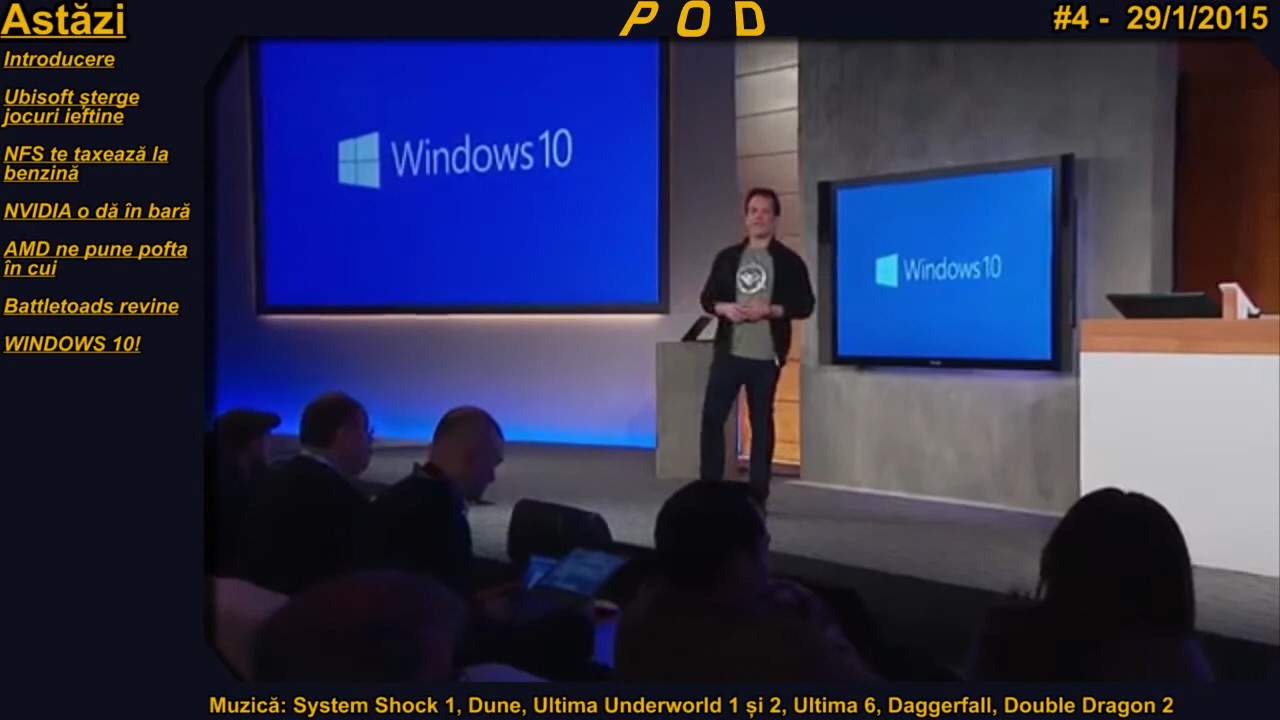 Astăzi
POD
#4 - 29/1/2015
Introducere
Ubisoft șterge
jocuri ieftine
NFS te taxează la
benzină
NVIDIA o dă în bară
AMD ne pune pofta
în cui
Battletoads revine
WINDOWS 10!
Windows 10
Windows 10
Muzică: System Shock 1, Dune, Ultima Underworld 1 și 2, Ultima 6, Daggerfall, Double Dragon 2